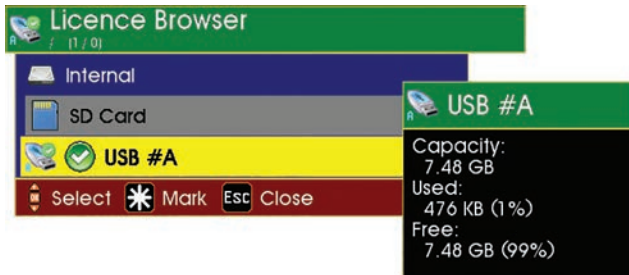 Licence Browser
A / (1 / 0)
Internal
SD Card
A USB #A
OK Select Mark Esc Close
A USB #A
Capacity:
7.48 GB
Used:
476 KB (1%)
Free:
7.48 GB (99%)